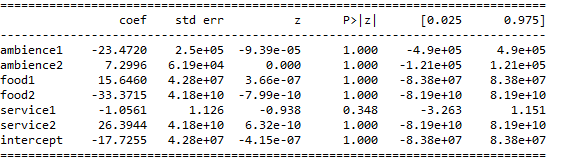 ==============================================================================
                 coef    std err          z      P>|z|      [0.025      0.975]
------------------------------------------------------------------------------
ambience1    -23.4720    2.5e+05  -9.39e-05      1.000    -4.9e+05     4.9e+05
ambience2      7.2996   6.19e+04      0.000      1.000   -1.21e+05    1.21e+05
food1         15.6460   4.28e+07   3.66e-07      1.000   -8.38e+07    8.38e+07
food2        -33.3715   4.18e+10  -7.99e-10      1.000   -8.19e+10    8.19e+10
service1      -1.0561      1.126     -0.938      0.348      -3.263       1.151
service2      26.3944   4.18e+10   6.32e-10      1.000   -8.19e+10    8.19e+10
intercept    -17.7255   4.28e+07  -4.15e-07      1.000   -8.38e+07    8.38e+07
==============================================================================